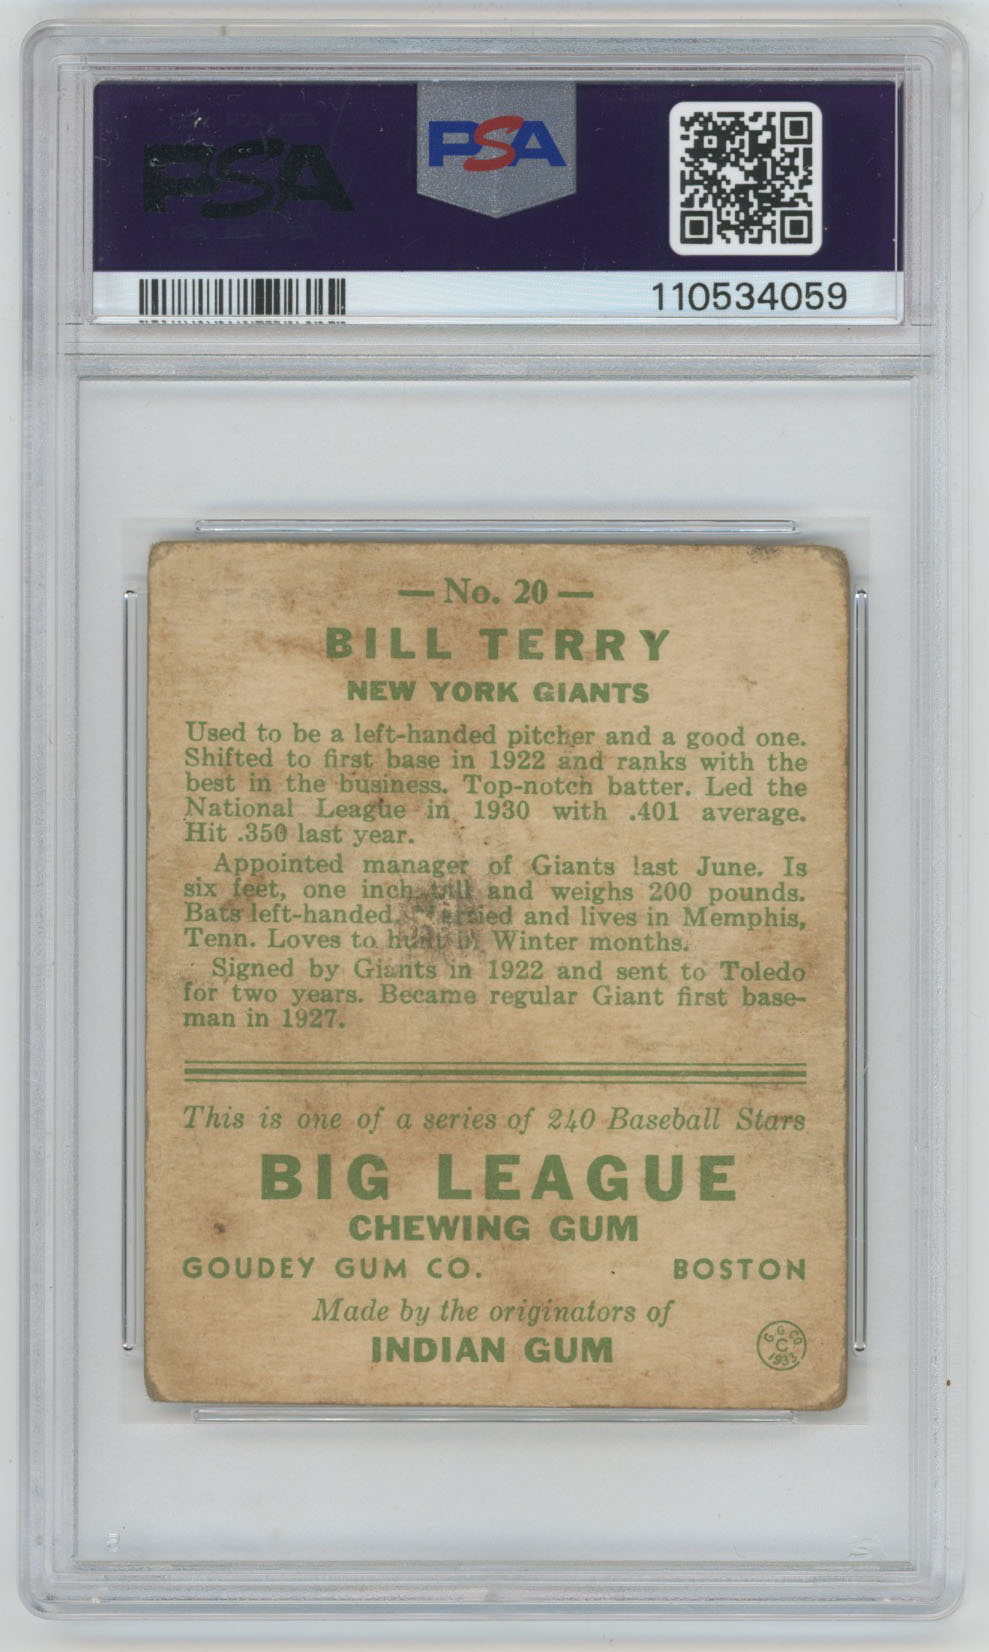 PSA
PSA
110534059
— No. 20 —
BILL TERRY
NEW YORK GIANTS
Used to be a left-handed pitcher and a good one.
Shifted to first base in 1922 and ranks with the
best in the business. Top-notch batter. Led the
National League in 1930 with .401 average.
Hit .350 last year.
Appointed manager of Giants last June. Is
six feet, one inch tall and weighs 200 pounds.
Bats left-handed. Married and lives in Memphis,
Tenn. Loves to hunt in Winter months.
Signed by Giants in 1922 and sent to Toledo
for two years. Became regular Giant first base-
man in 1927.
This is one of a series of 240 Baseball Stars
BIG LEAGUE
CHEWING GUM
GOUDEY GUM CO. BOSTON
Made by the originators of
INDIAN GUM
G. G. CO
C
1933